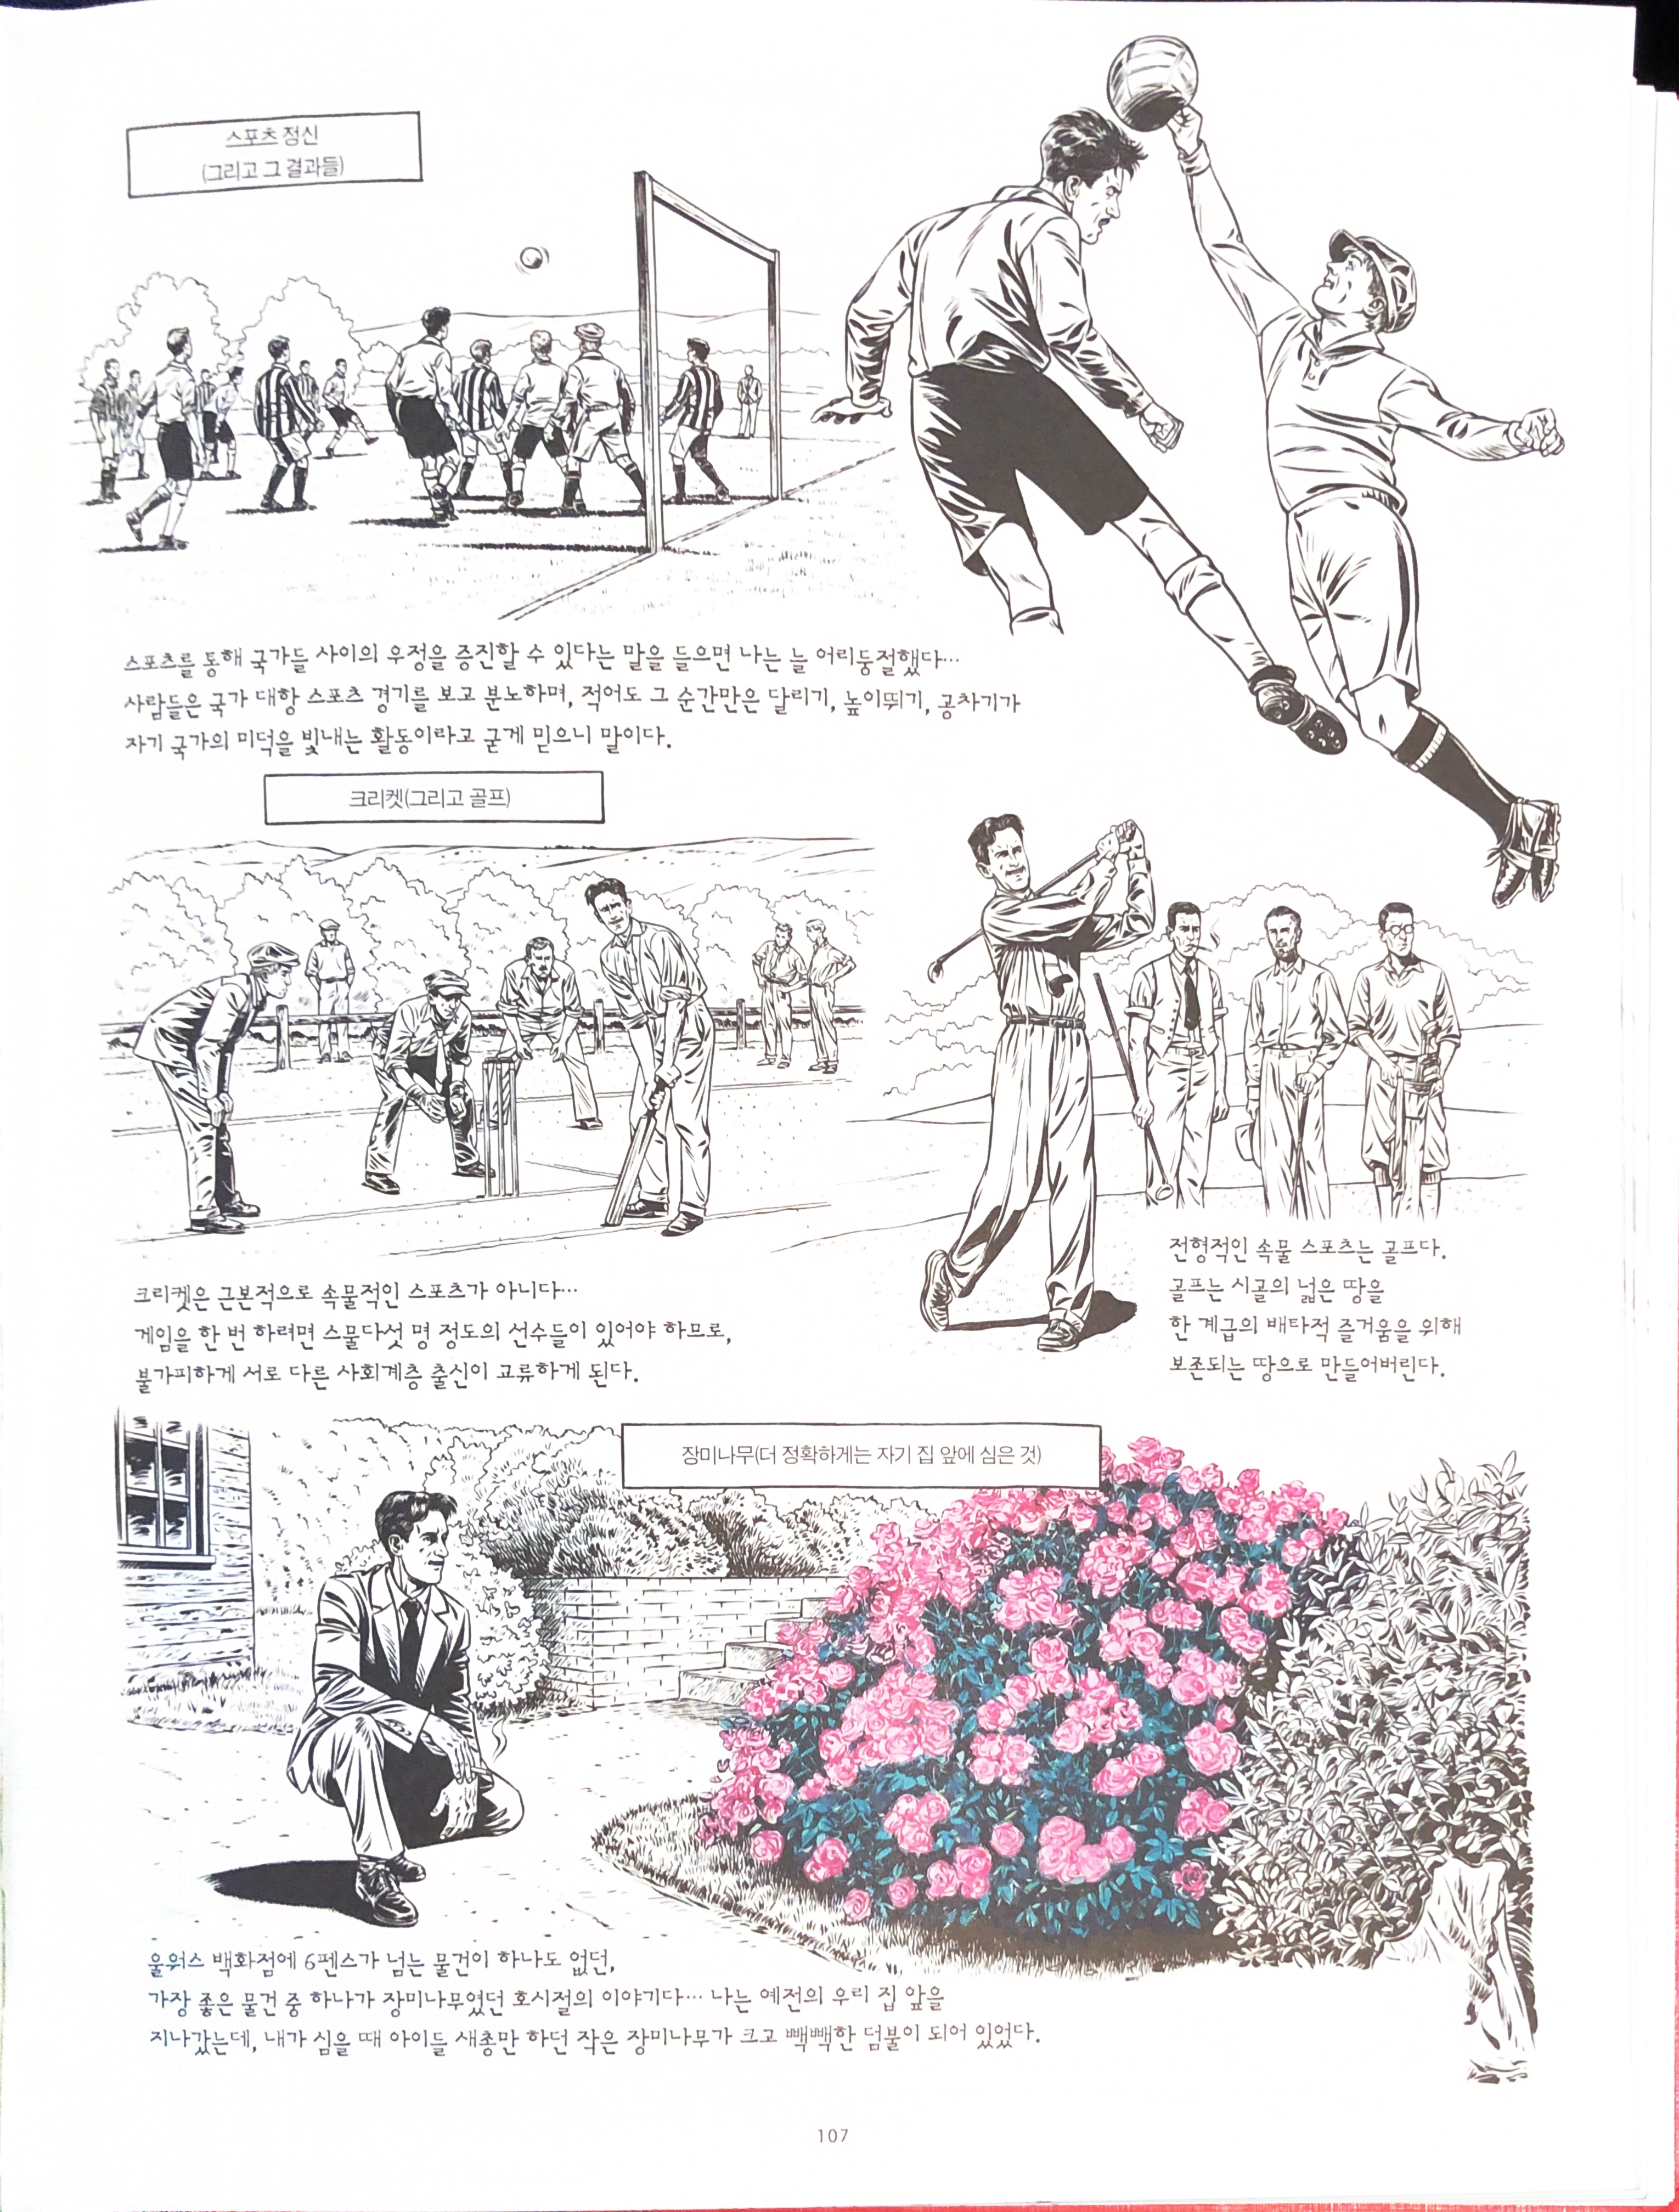 스포츠 정신
(그리고 그 결과들)
스포츠를 통해 국가들 사이의 우정을 증진할 수 있다는 말을 들으면 나는 늘 어리둥절했다…
사람들은 국가 대항 스포츠 경기를 보고 분노하며, 적어도 그 순간만은 달리기, 높이뛰기, 공차기가
자기 국가의 미덕을 빛내는 활동이라고 굳게 믿으니 말이다.
크리켓(그리고 골프)
크리켓은 근본적으로 속물적인 스포츠가 아니다…
게임을 한 번 하려면 스물다섯 명 정도의 선수들이 있어야 하므로,
불가피하게 서로 다른 사회계층 출신이 교류하게 된다.
전형적인 속물 스포츠는 골프다.
골프는 시골의 넓은 땅을
한 계급의 배타적 즐거움을 위해
보존되는 땅으로 만들어버린다.
장미나무(더 정확하게는 자기 집 앞에 심은 것)
울워스 백화점에 6펜스가 넘는 물건이 하나도 없던,
가장 좋은 물건 중 하나가 장미나무였던 호시절의 이야기다… 나는 예전의 우리 집 앞을
지나갔는데, 내가 심을 때 아이들 새총만 하던 작은 장미나무가 크고 빽빽한 덤불이 되어 있었다.
107